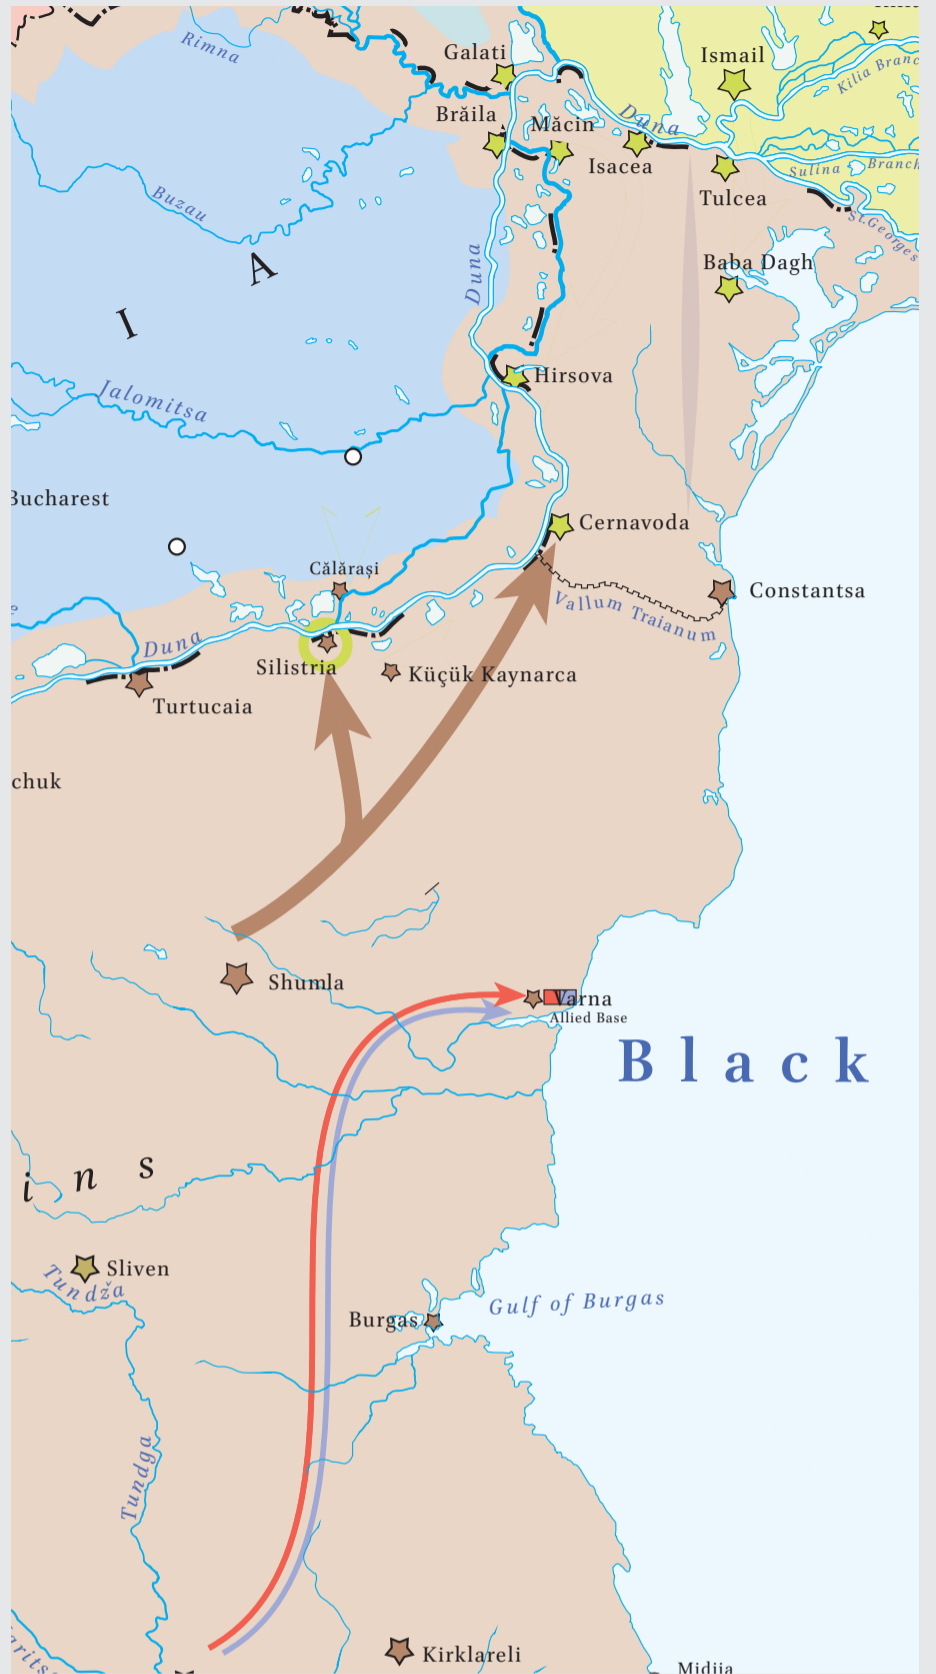 Rimna
Galati
Ismail
Kilia Branc
Brăila
Măcin
Duna
Isacea
Sulina Branch
Tulcea
Buzau
St.Georges
Duna
Baba Dagh
I A
Hirsova
Jalomitsa
Bucharest
Cernavoda
Călărași
Constantsa
Vallum Traianum
Duna
Silistria
Küçük Kaynarca
Turtucaia
chuk
Shumla
Varna
Allied Base
Black
i n s
Sliven
Tundža
Gulf of Burgas
Burgas
Tundga
Kirklareli
Midiia